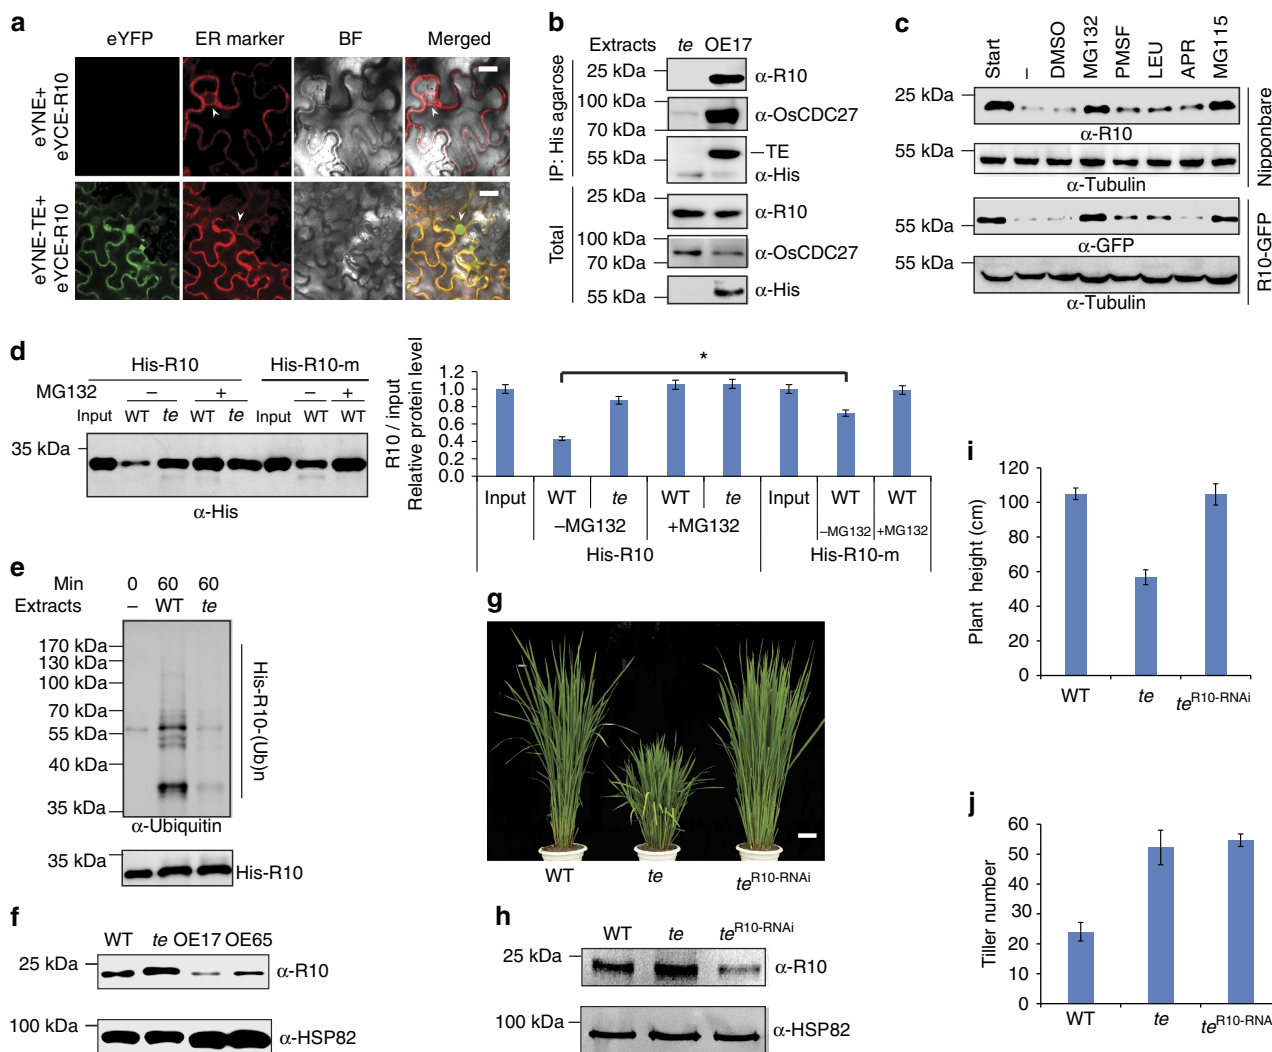 a
eYFP ER marker BF Merged
eYNE+
eYCE-R10
eYNE-TE+
eYCE-R10
b
Extracts te OE17
IP: His agarose
25 kDa α-R10
100 kDa
70 kDa α-OsCDC27
55 kDa –TE
α-His
Total
25 kDa α-R10
100 kDa
70 kDa α-OsCDC27
55 kDa α-His
c
Start – DMSO MG132 PMSF LEU APR MG115
25 kDa
α-R10
55 kDa
α-Tubulin
Nipponbare
55 kDa
α-GFP
55 kDa
α-Tubulin
R10-GFP
d
His-R10 His-R10-m
MG132 – + – +
Input WT te WT te Input WT WT
35 kDa
α-His
R10 / input
Relative protein level
1.2
1.0
0.8
0.6
0.4
0.2
0.0
*
Input WT te WT te Input WT WT
–MG132 +MG132 –MG132 +MG132
His-R10 His-R10-m
e
Min 0 60 60
Extracts – WT te
170 kDa
130 kDa
100 kDa
70 kDa
55 kDa
40 kDa
35 kDa
His-R10-(Ub)n
α-Ubiquitin
35 kDa
His-R10
f
WT te OE17 OE65
25 kDa α-R10
100 kDa α-HSP82
g
WT te te R10-RNAi
h
WT te te R10-RNAi
25 kDa α-R10
100 kDa α-HSP82
i
Plant height (cm)
120
100
80
60
40
20
0
WT te te R10-RNAi
j
Tiller number
60
50
40
30
20
10
0
WT te te R10-RNAi